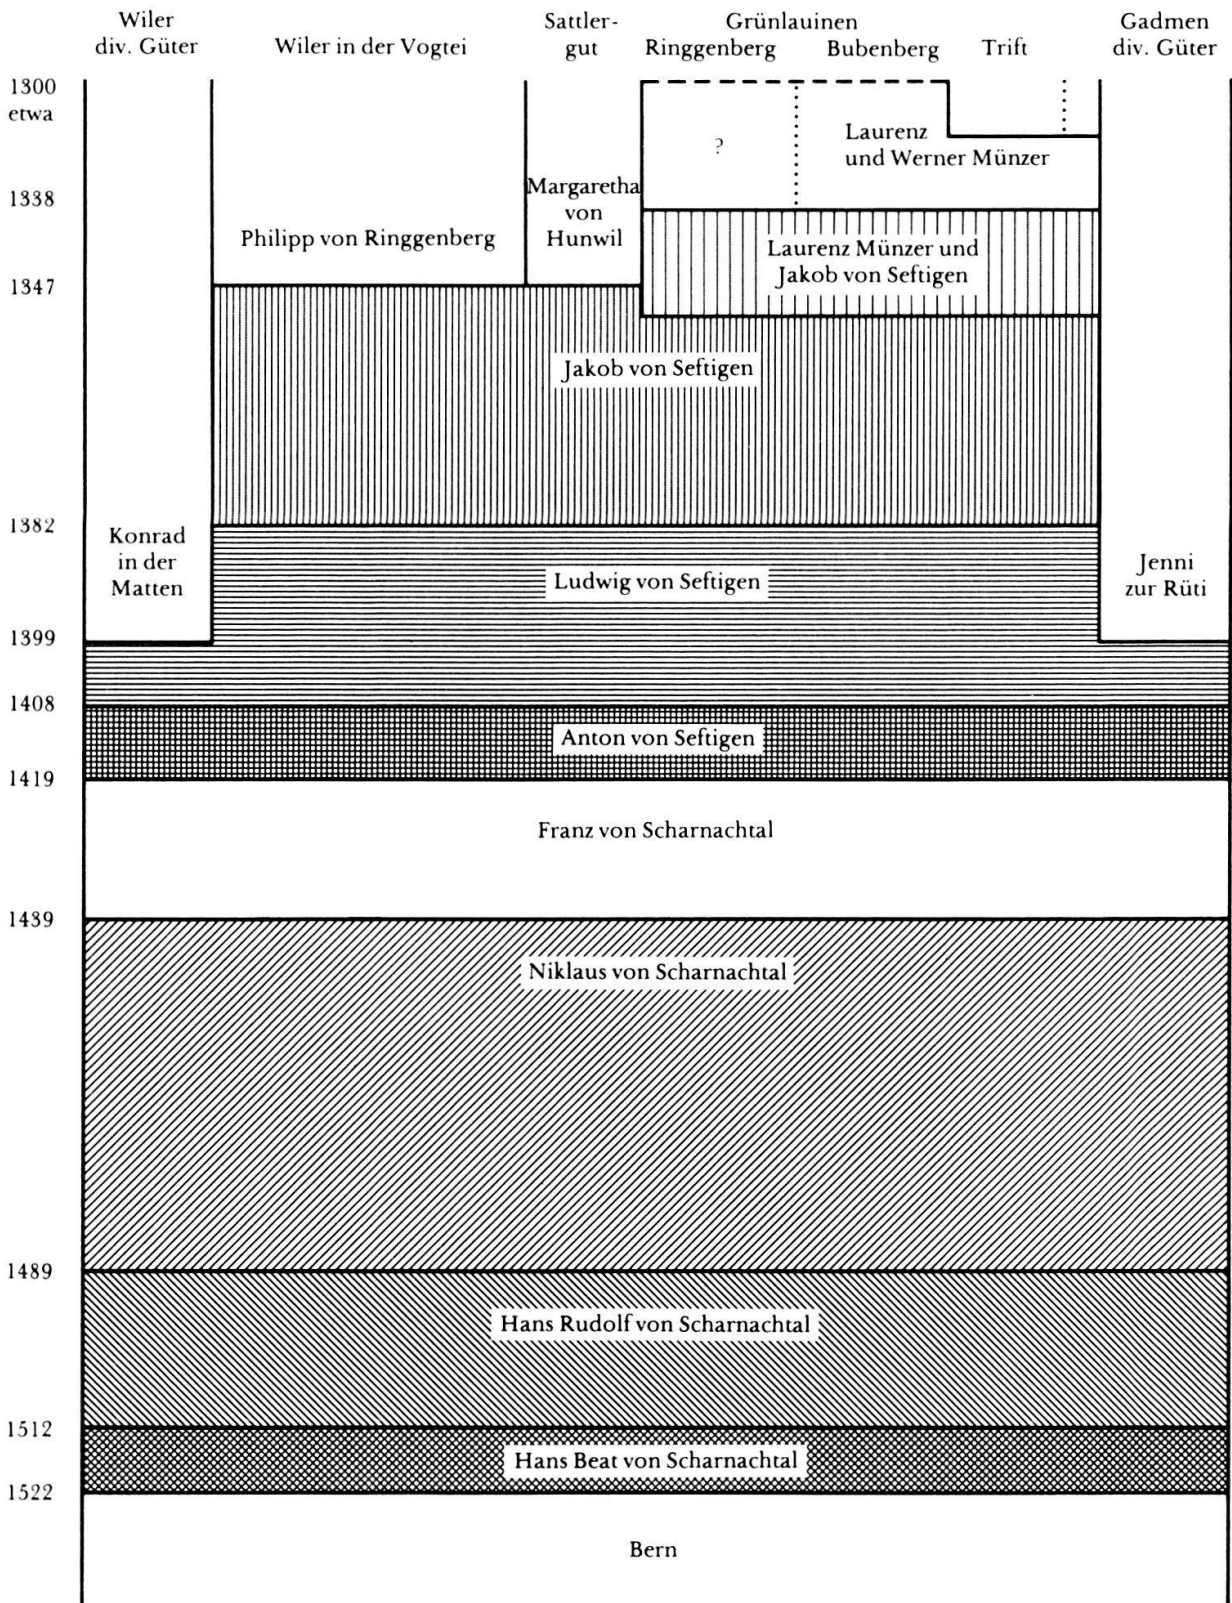 Wiler
div. Güter
Wiler in der Vogtei
Sattler-
gut
Grünlauinen
Ringgenberg
Bubenberg
Trift
Gadmen
div. Güter
1300
etwa
?
Laurenz
und Werner Münzer
1338
Margaretha
von
Hunwil
Philipp von Ringgenberg
Laurenz Münzer und
Jakob von Seftigen
1347
Jakob von Seftigen
1382
Konrad
in der
Matten
Ludwig von Seftigen
Jenni
zur Rüti
1399
1408
Anton von Seftigen
1419
Franz von Scharnachtal
1439
Niklaus von Scharnachtal
1489
Hans Rudolf von Scharnachtal
1512
Hans Beat von Scharnachtal
1522
Bern